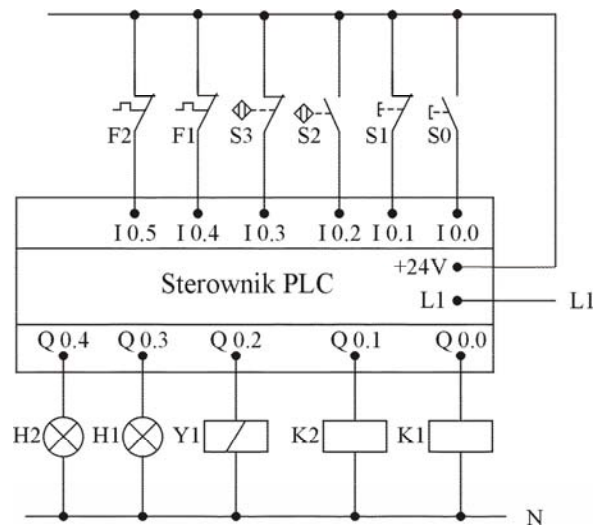 F2 F1 S3 S2 S1 S0
I 0.5 I 0.4 I 0.3 I 0.2 I 0.1 I 0.0
+24V
Sterownik PLC
L1 L1
Q 0.4 Q 0.3 Q 0.2 Q 0.1 Q 0.0
H2 H1 Y1 K2 K1
N